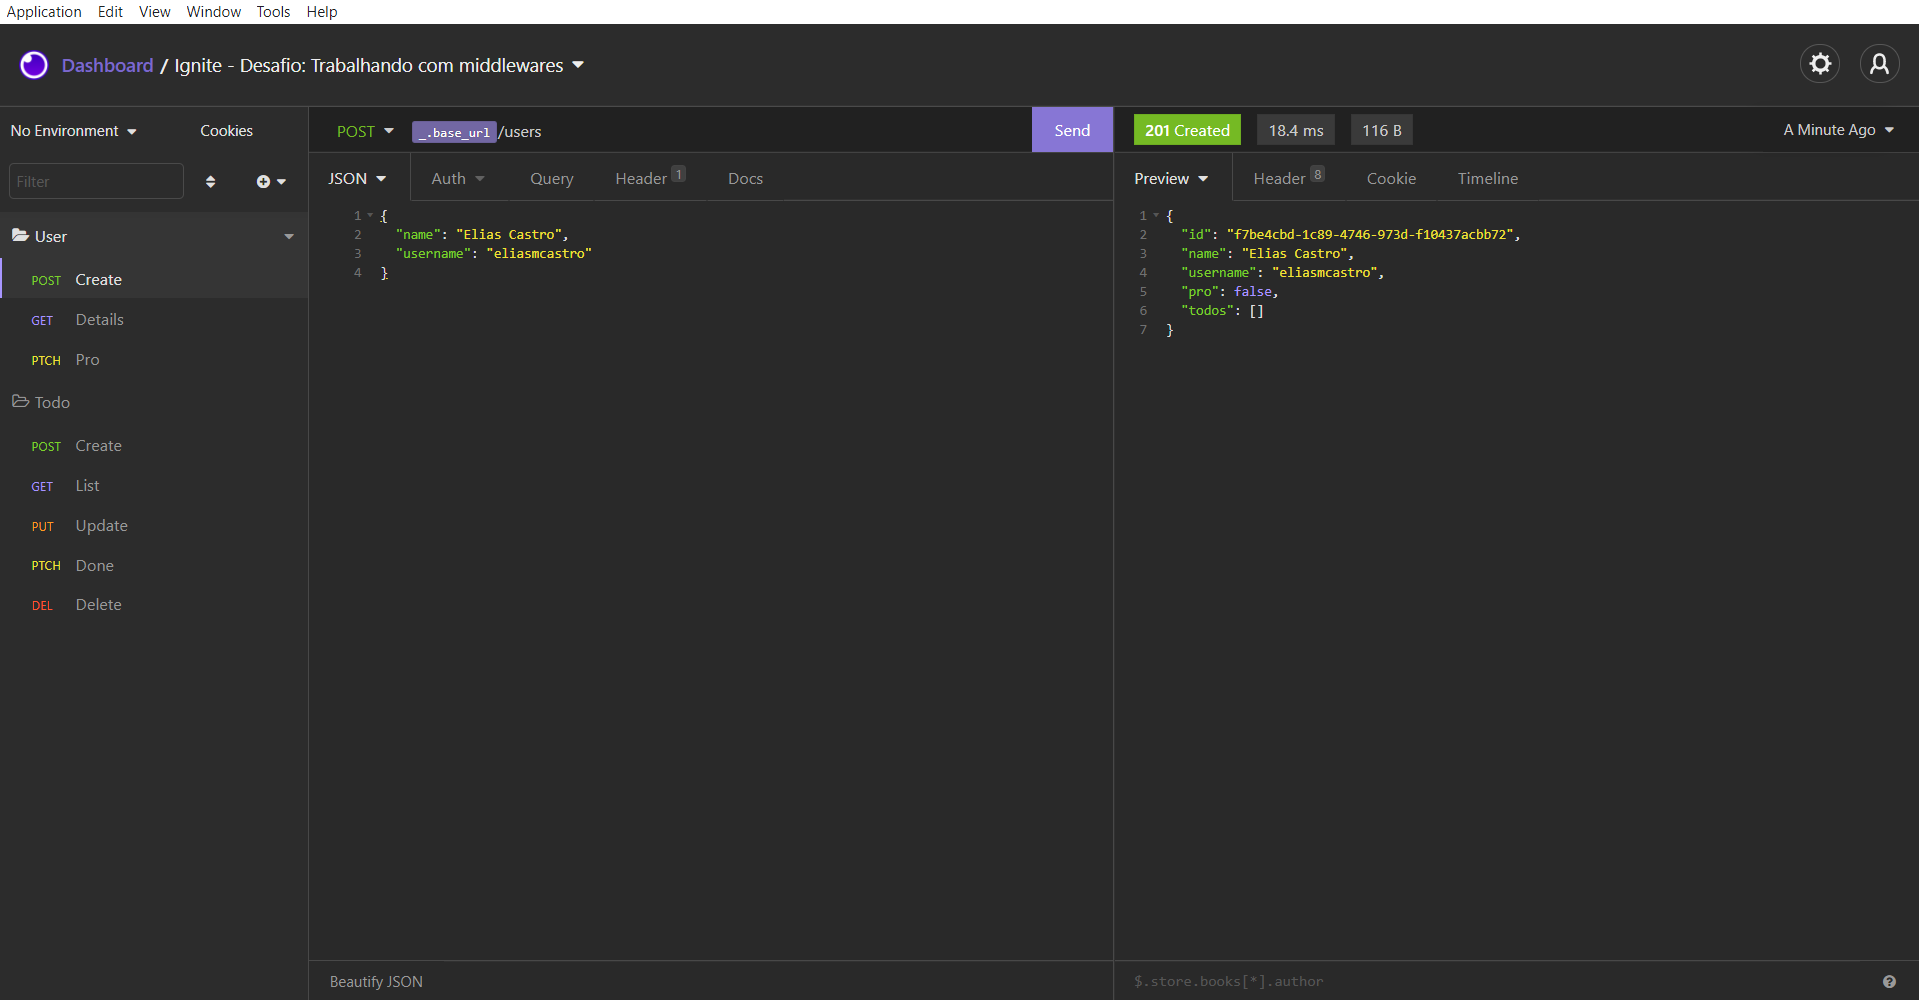 Application Edit View Window Tools Help
Dashboard / Ignite - Desafio: Trabalhando com middlewares
No Environment Cookies
Filter
User
POST Create
GET Details
PTCH Pro
Todo
POST Create
GET List
PUT Update
PTCH Done
DEL Delete
POST _.base_url /users Send
JSON Auth Query Header 1 Docs
1 {
2 "name": "Elias Castro",
3 "username": "eliasmcastro"
4 }
Beautify JSON
201 Created 18.4 ms 116 B A Minute Ago
Preview Header 8 Cookie Timeline
1 {
2 "id": "f7be4cbd-1c89-4746-973d-f10437acbb72",
3 "name": "Elias Castro",
4 "username": "eliasmcastro",
5 "pro": false,
6 "todos": []
7 }
$.store.books[*].author